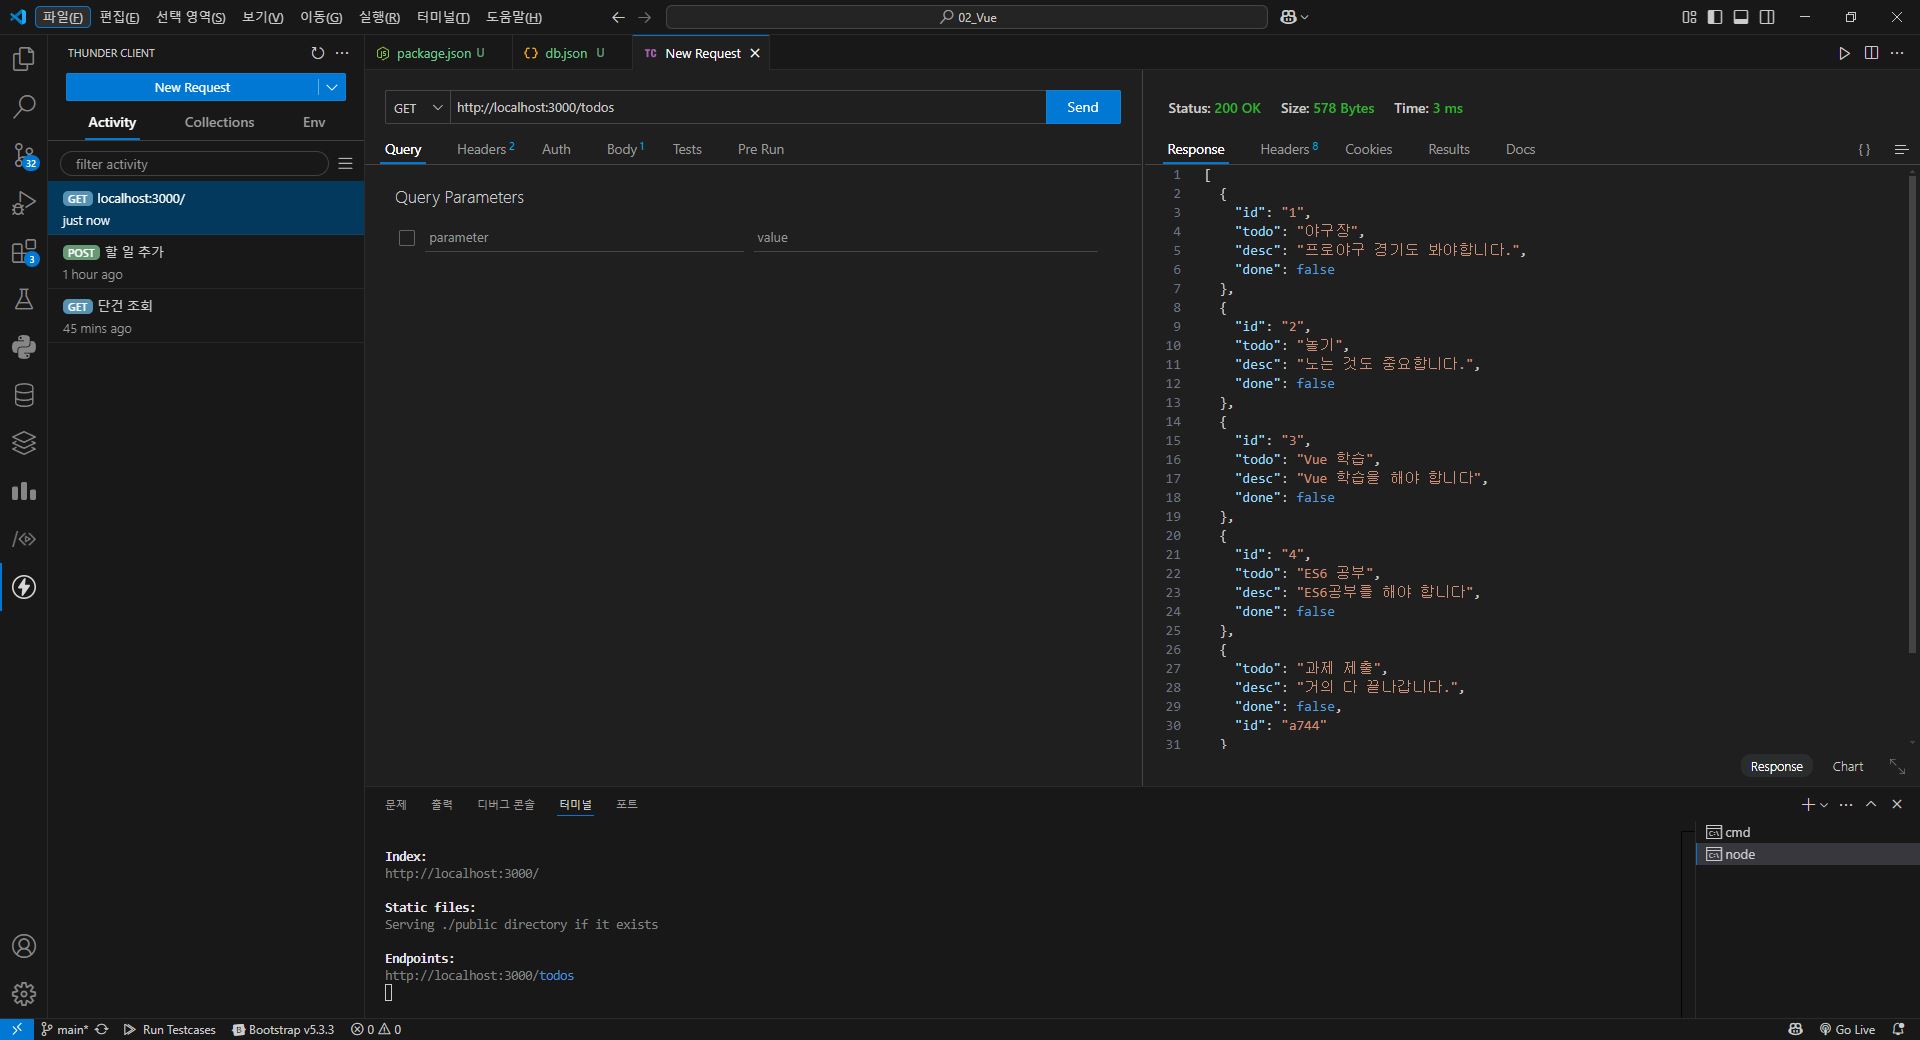 파일(F) 편집(E) 선택 영역(S) 보기(V) 이동(G) 실행(R) 터미널(T) 도움말(H) 02_Vue
THUNDER CLIENT
New Request
Activity Collections Env
filter activity
GET localhost:3000/
just now
POST 할 일 추가
1 hour ago
GET 단건 조회
45 mins ago
32
3
package.json U {} db.json U TC New Request
GET http://localhost:3000/todos Send
Query Headers 2 Auth Body 1 Tests Pre Run
Query Parameters
parameter value
Status: 200 OK Size: 578 Bytes Time: 3 ms
Response Headers 8 Cookies Results Docs {}
1 [
2 {
3 "id": "1",
4 "todo": "야구장",
5 "desc": "프로야구 경기도 봐야합니다.",
6 "done": false
7 },
8 {
9 "id": "2",
10 "todo": "놀기",
11 "desc": "노는 것도 중요합니다.",
12 "done": false
13 },
14 {
15 "id": "3",
16 "todo": "Vue 학습",
17 "desc": "Vue 학습을 해야 합니다",
18 "done": false
19 },
20 {
21 "id": "4",
22 "todo": "ES6 공부",
23 "desc": "ES6공부를 해야 합니다",
24 "done": false
25 },
26 {
27 "todo": "과제 제출",
28 "desc": "거의 다 끝나갑니다.",
29 "done": false,
30 "id": "a744"
31 }
Response Chart
문제 출력 디버그 콘솔 터미널 포트
Index:
http://localhost:3000/
Static files:
Serving ./public directory if it exists
Endpoints:
http://localhost:3000/todos
cmd
node
main* Run Testcases Bootstrap v5.3.3 0 0 Go Live